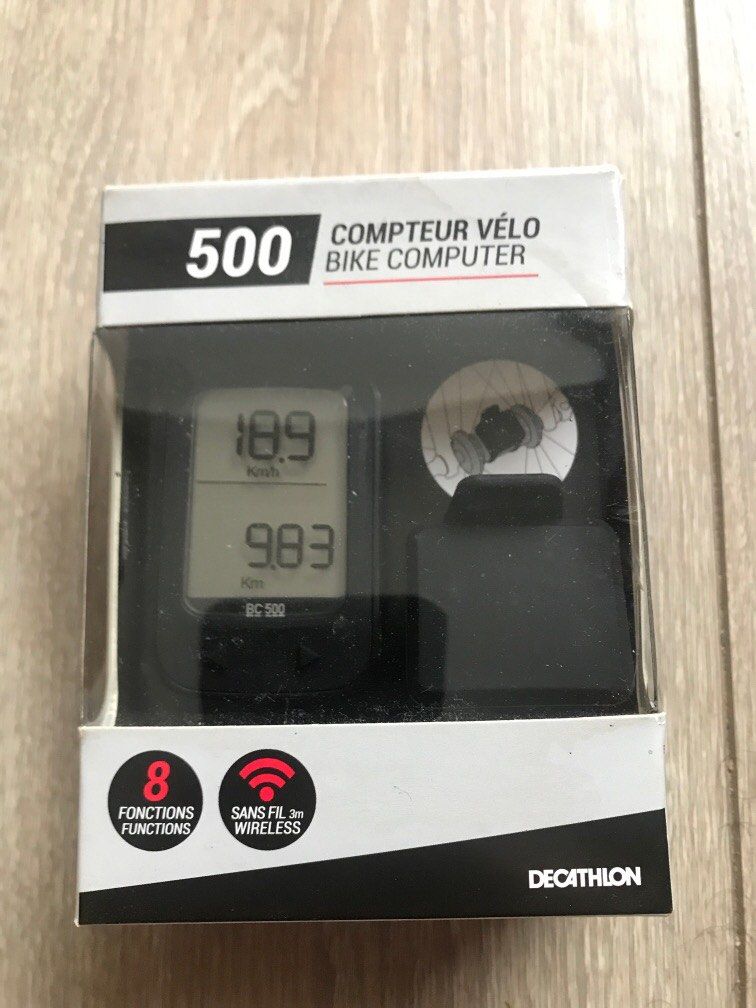 500
COMPTEUR VÉLO
BIKE COMPUTER
18.9
Km/h
9.83
Km
BC 500
8
FONCTIONS
FUNCTIONS
SANS FIL 3m
WIRELESS
DECATHLON